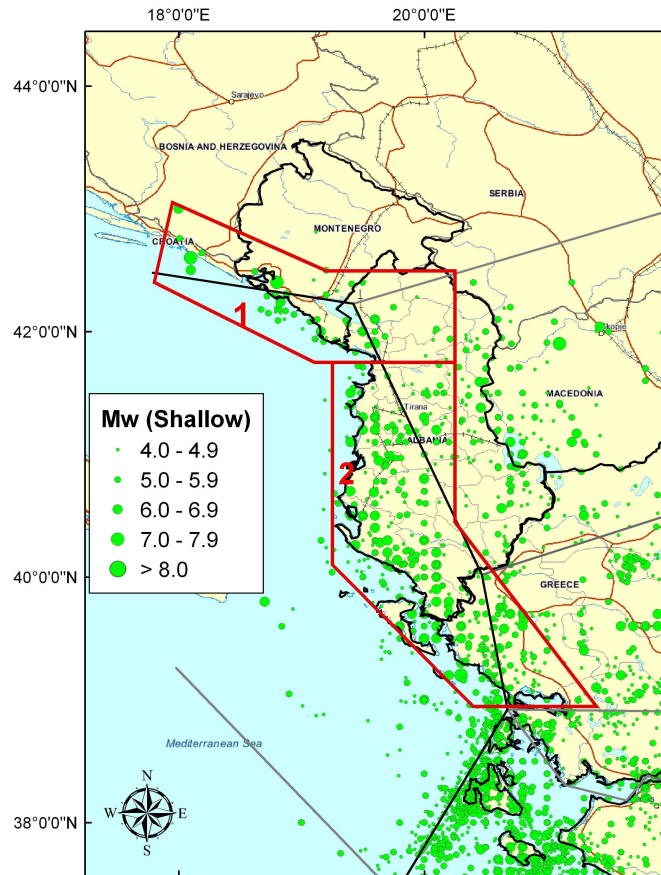 18°0'0"E 20°0'0"E
44°0'0"N
Sarajevo
BOSNIA AND HERZEGOVINA
SERBIA
MONTENEGRO
CROATIA
1
42°0'0"N
kopje
MACEDONIA
Tirana
ALBANIA
2
Mw (Shallow)
4.0 - 4.9
5.0 - 5.9
6.0 - 6.9
7.0 - 7.9
> 8.0
40°0'0"N
GREECE
Mediterranean Sea
N
W E
S
38°0'0"N